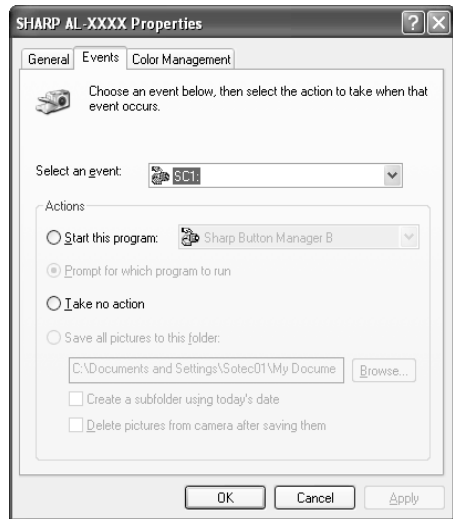 SHARP AL-XXXX Properties
General Events Color Management
Choose an event below, then select the action to take when that
event occurs.
Select an event: SC1:
Actions
Start this program: Sharp Button Manager B
Prompt for which program to run
Take no action
Save all pictures to this folder:
C:\Documents and Settings\Sotec01\My Docume Browse...
Create a subfolder using today's date
Delete pictures from camera after saving them
OK Cancel Apply